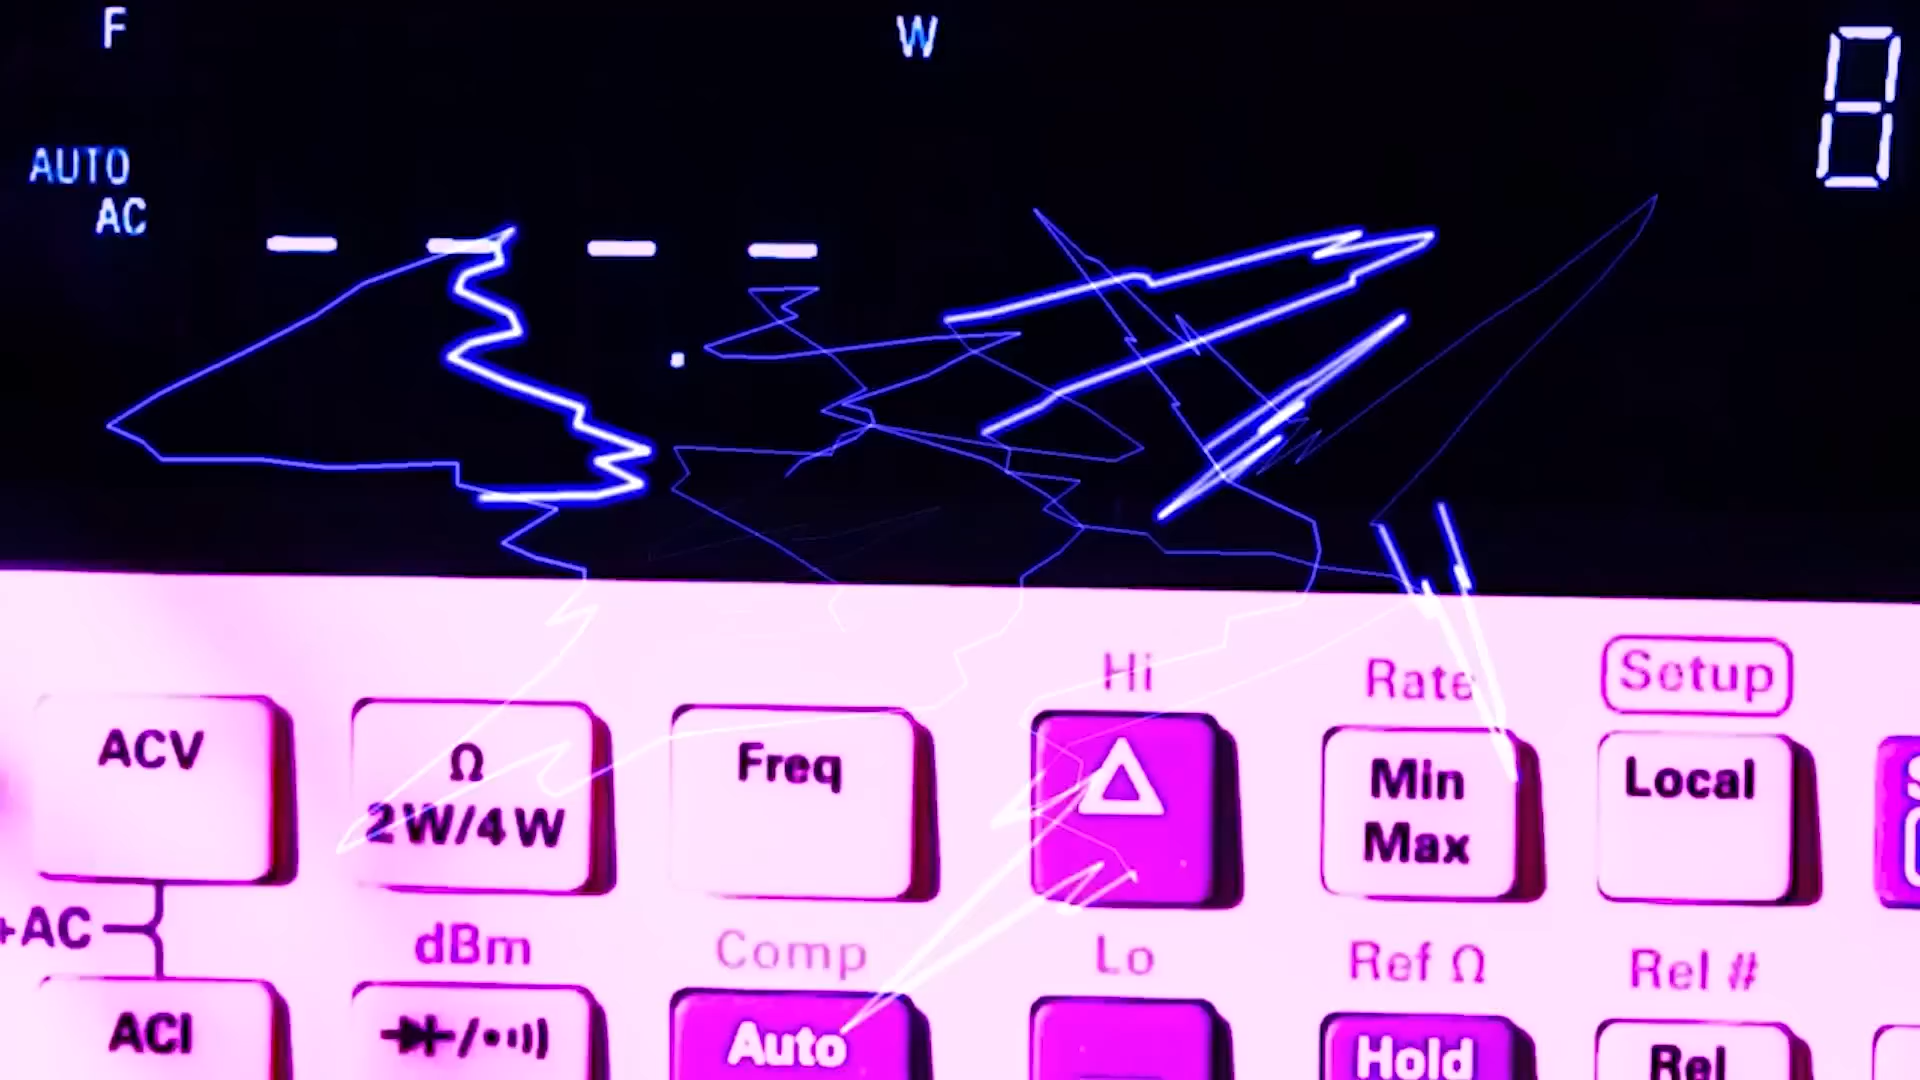 F W 8
AUTO
AC
- - - -
.
Hi Rate Setup
ACV Ω Freq Min Local
2W/4W Max
+AC dBm Comp Lo Ref Ω Rel #
ACI Auto Hold Rel